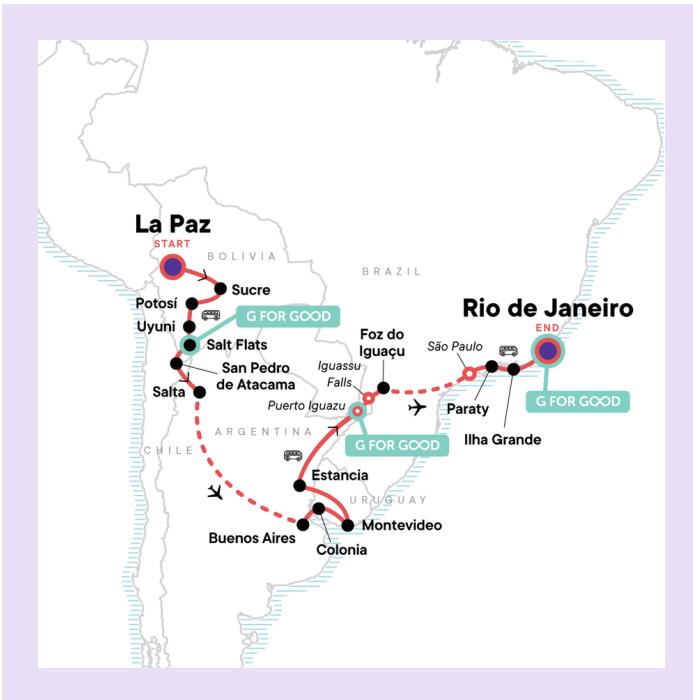 La Paz
START
BOLIVIA
BRAZIL
Sucre
Potosí
G FOR GOOD
Uyuni
Salt Flats
Rio de Janeiro
END
Foz do
Iguaçu
São Paulo
San Pedro
de Atacama
Iguassu
Falls
Salta
Puerto Iguazu
Paraty
G FOR GOOD
Ilha Grande
ARGENTINA
G FOR GOOD
CHILE
Estancia
URUGUAY
Buenos Aires
Montevideo
Colonia